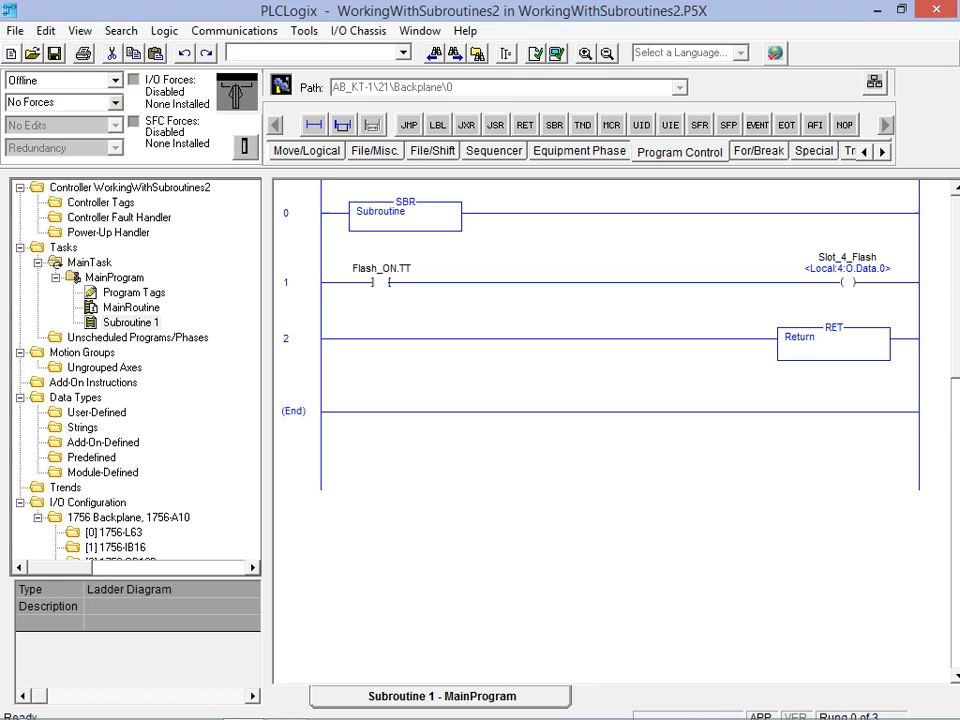 PLCLogix - WorkingWithSubroutines2 in WorkingWithSubroutines2.P5X
File Edit View Search Logic Communications Tools I/O Chassis Window Help
Select a Language...
Offline
No Forces
No Edits
Redundancy
I/O Forces:
Disabled
None Installed
SFC Forces:
Disabled
None Installed
Path: AB_KT-1\21\Backplane\0
JMP LBL JXR JSR RET SBR TND MCR UID UIE SFR SFP EVENT EOT AFI NOP
Move/Logical File/Misc. File/Shift Sequencer Equipment Phase Program Control For/Break Special Tr
Controller WorkingWithSubroutines2
Controller Tags
Controller Fault Handler
Power-Up Handler
Tasks
MainTask
MainProgram
Program Tags
MainRoutine
Subroutine 1
Unscheduled Programs/Phases
Motion Groups
Ungrouped Axes
Add-On Instructions
Data Types
User-Defined
Strings
Add-On-Defined
Predefined
Module-Defined
Trends
I/O Configuration
1756 Backplane, 1756-A10
[0] 1756-L63
[1] 1756-IB16
Type Ladder Diagram
Description
SBR
0 Subroutine
Flash_ON.TT
Slot_4_Flash
<Local:4:O.Data.0>
1
RET
2 Return
(End)
Subroutine 1 - MainProgram
Ready
APP VER Rung 0 of 3